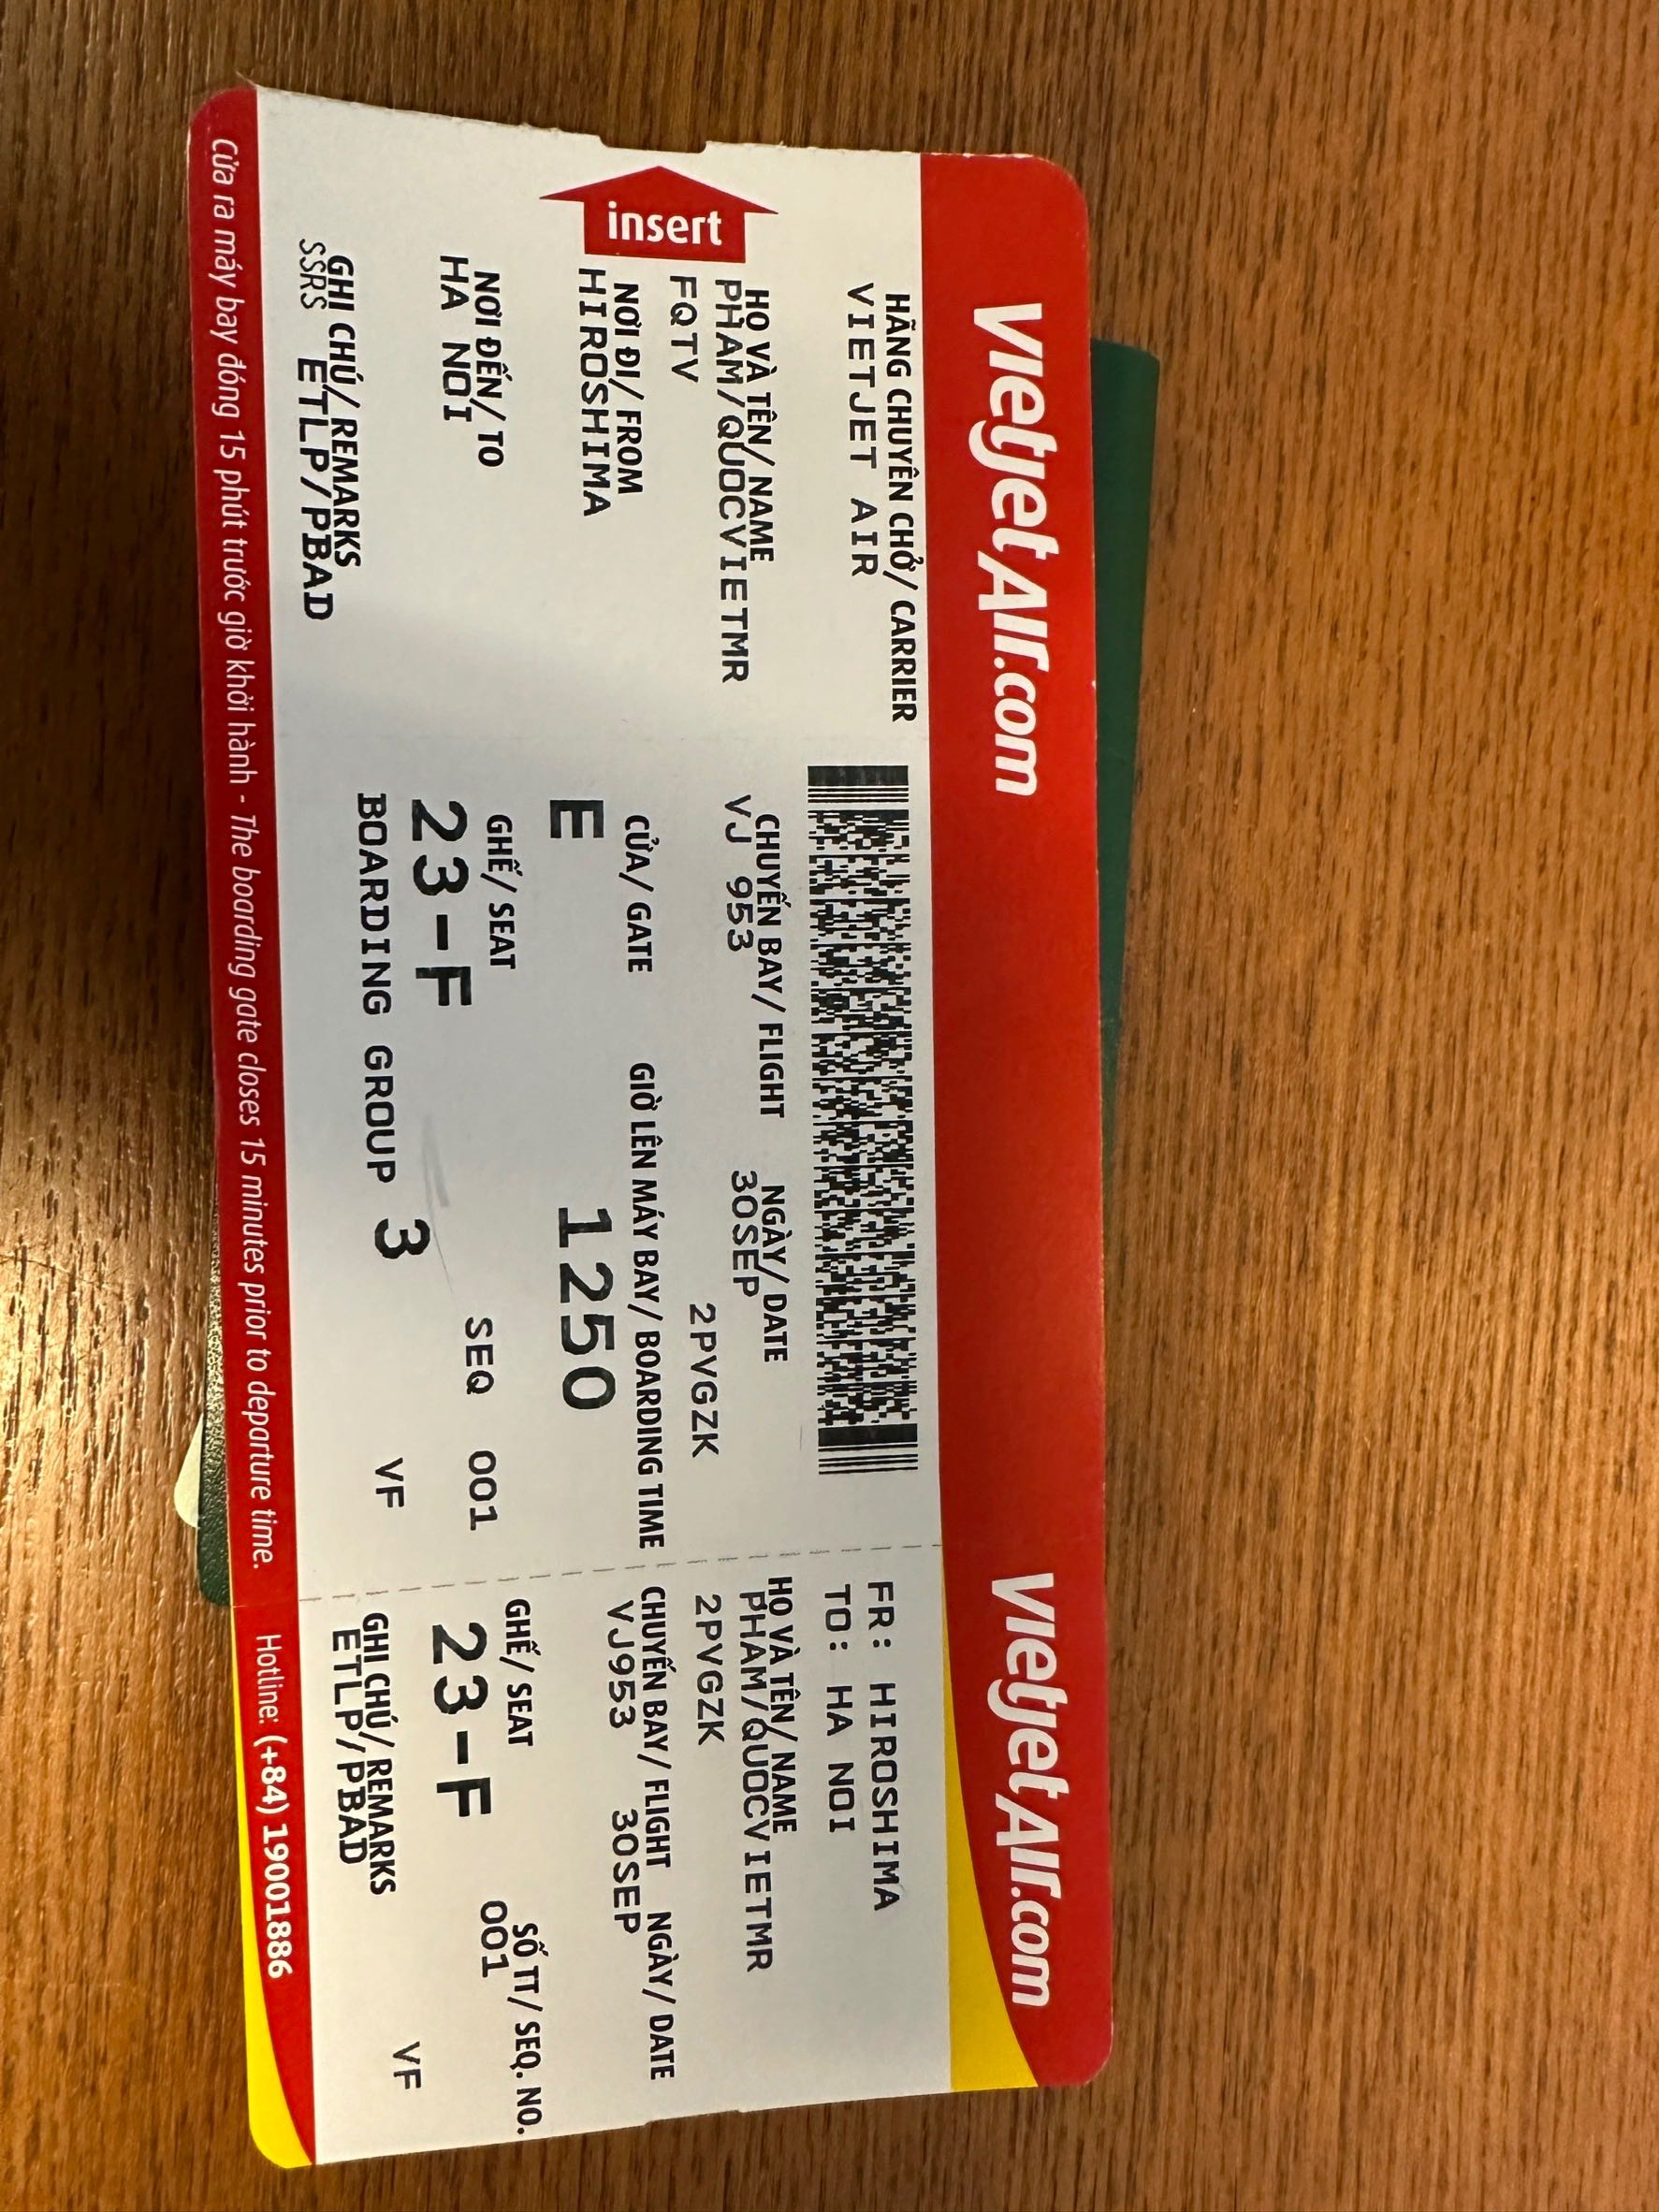 vietjetAir.com
HÃNG CHUYÊN CHỞ/ CARRIER
VIETJET AIR
HỌ VÀ TÊN/ NAME
PHAM/QUOCVIETMR
FQTV
NƠI ĐI/ FROM
HIROSHIMA
NƠI ĐẾN/ TO
HA NOI
GHI CHÚ/ REMARKS
SSRS ETLP/PBAD
insert
CHUYẾN BAY/ FLIGHT NGÀY/ DATE
VJ 953 30SEP
2PVGZK
CỬA/ GATE GIỜ LÊN MÁY BAY/ BOARDING TIME
E 1250
GHẾ/ SEAT
23-F SEQ 001
BOARDING GROUP 3 VF
Cửa ra máy bay đóng 15 phút trước giờ khởi hành - The boarding gate closes 15 minutes prior to departure time.
vietjetAir.com
FR: HIROSHIMA
TO: HA NOI
HỌ VÀ TÊN/ NAME
PHAM/QUOCVIETMR
2PVGZK
CHUYẾN BAY/ FLIGHT NGÀY/ DATE
VJ953 30SEP
GHẾ/ SEAT SỐ TT/ SEQ. NO.
23-F 001
GHI CHÚ/ REMARKS
ETLP/PBAD VF
Hotline: (+84) 19001886